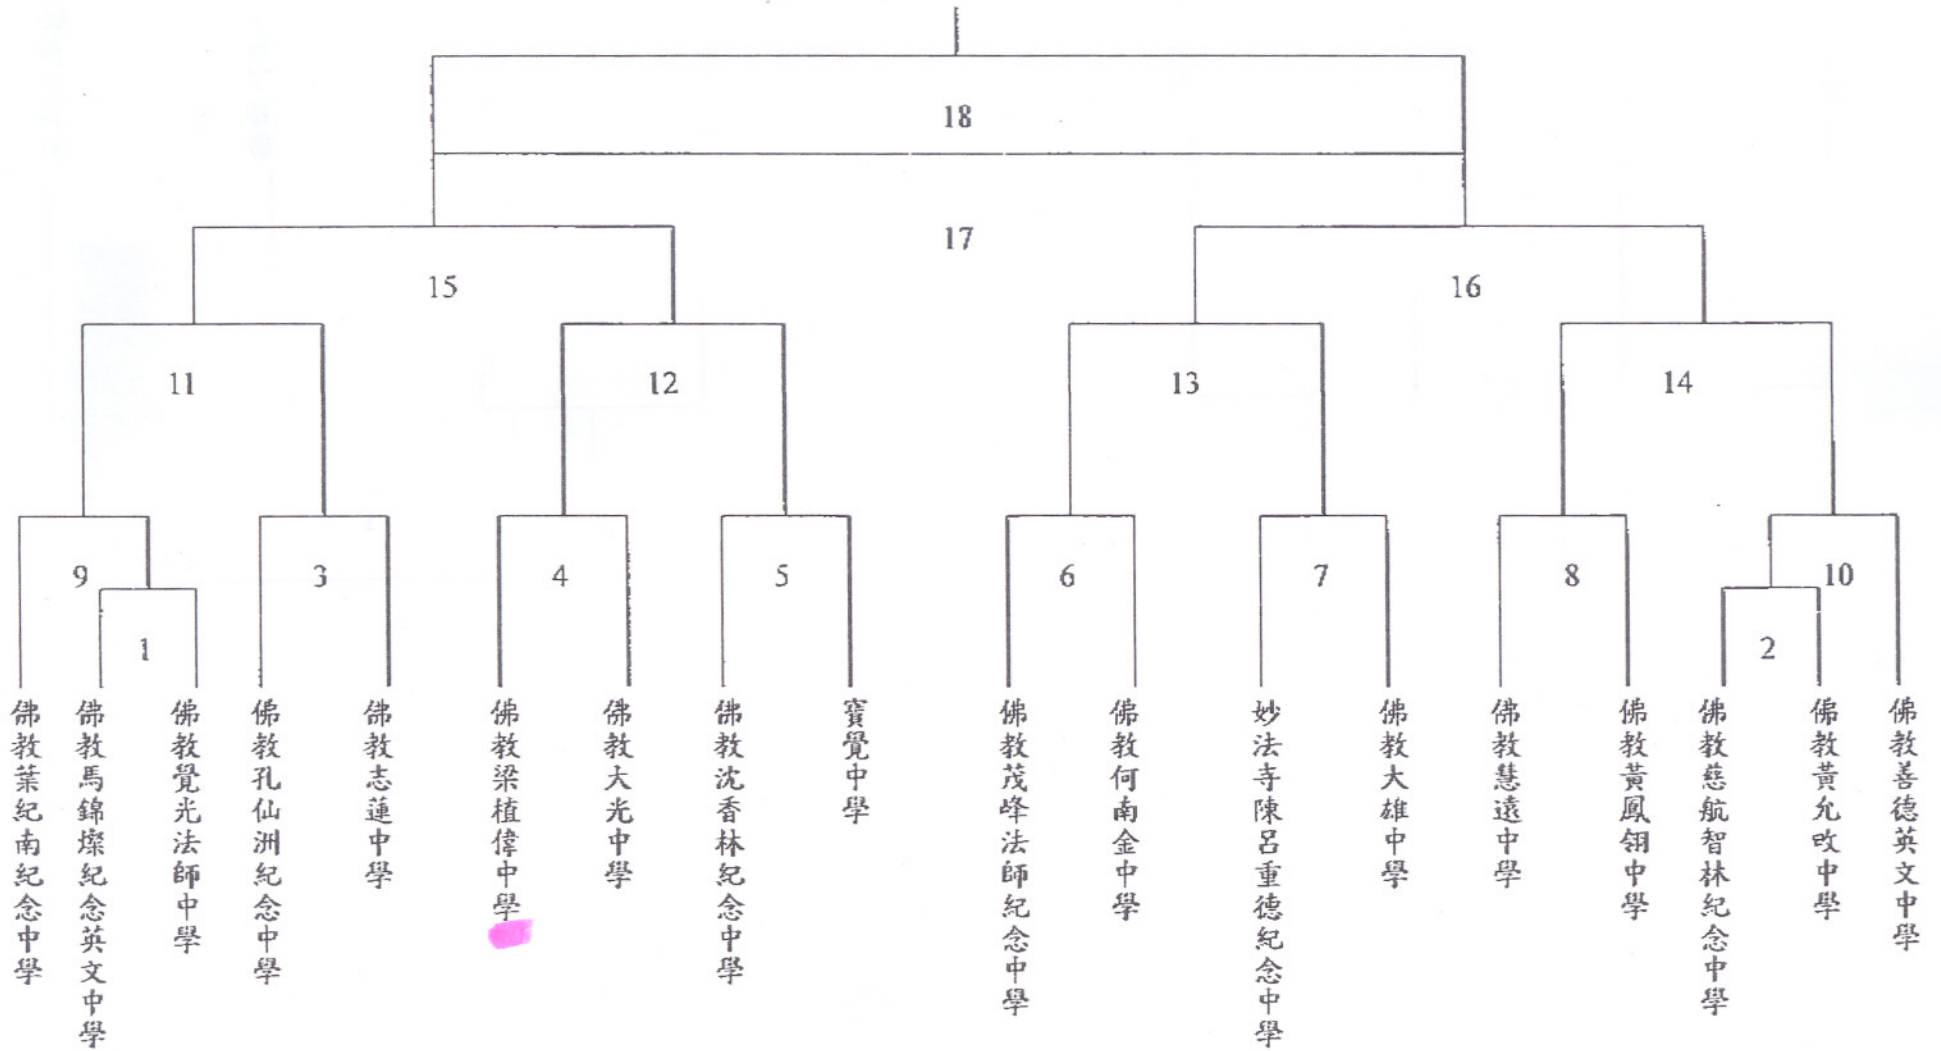 18
17
15
16
11
12
13
14
9
3
4
5
6
7
8
10
1
2
佛教葉紀南紀念中學
佛教馬錦燦紀念英文中學
佛教覺光法師中學
佛教孔仙洲紀念中學
佛教志蓮中學
佛教梁植偉中學
佛教大光中學
佛教沈香林紀念中學
寶覺中學
佛教茂峰法師紀念中學
佛教何南金中學
妙法寺陳呂重德紀念中學
佛教大雄中學
佛教慧遠中學
佛教黃鳳翎中學
佛教慈航智林紀念中學
佛教黃允畋中學
佛教善德英文中學